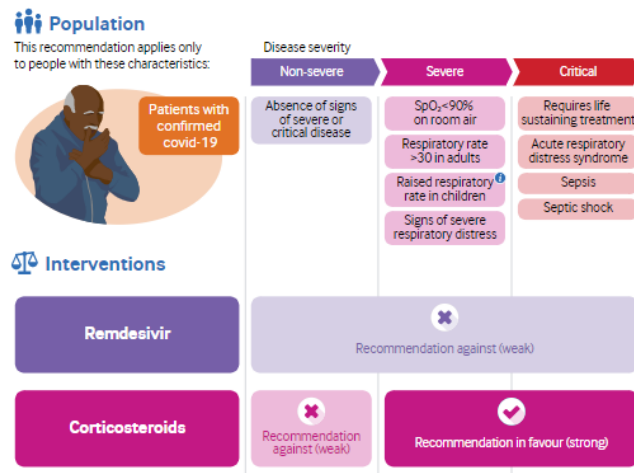 Population
This recommendation applies only
to people with these characteristics:
Patients with
confirmed
covid-19
Disease severity
Non-severe
Severe
Critical
Absence of signs
of severe or
critical disease
SpO₂<90%
on room air
Respiratory rate
>30 in adults
Raised respiratory
rate in children
i
Signs of severe
respiratory distress
Requires life
sustaining treatment
Acute respiratory
distress syndrome
Sepsis
Septic shock
Interventions
Remdesivir
Recommendation against (weak)
Corticosteroids
Recommendation
against (weak)
Recommendation in favour (strong)